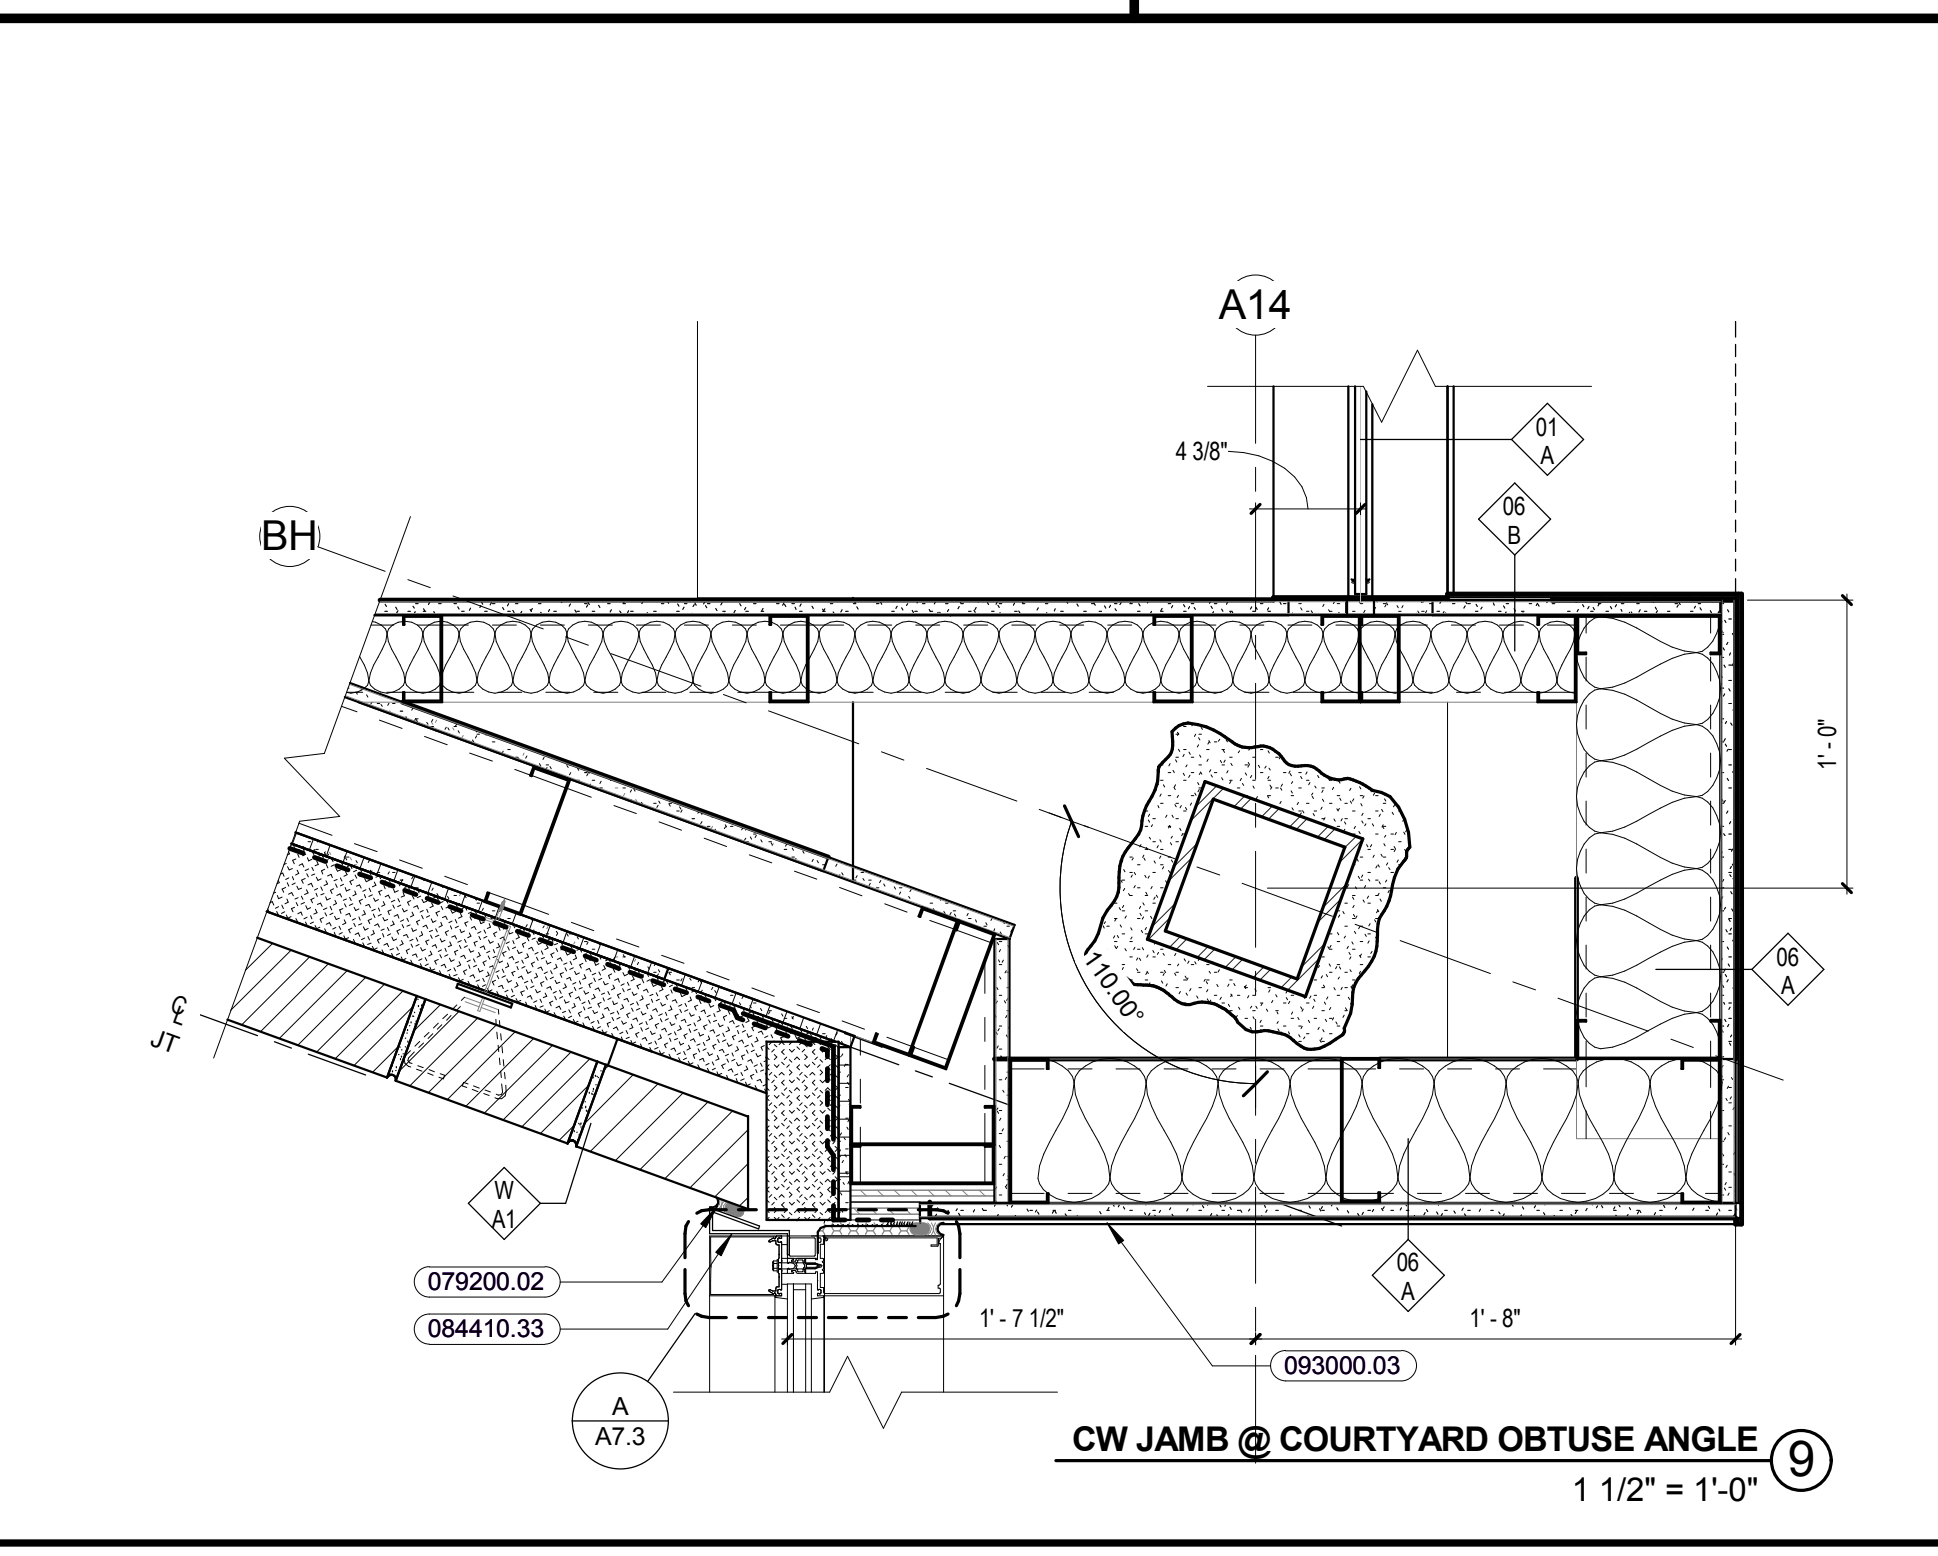 A14
01
A
4 3/8"
06
B
BH
1' - 0"
110.00°
06
A
℄
JT
W
A1
079200.02
06
A
084410.33
1' - 7 1/2"
1' - 8"
093000.03
A
A7.3
CW JAMB @ COURTYARD OBTUSE ANGLE
9
1 1/2" = 1'-0"